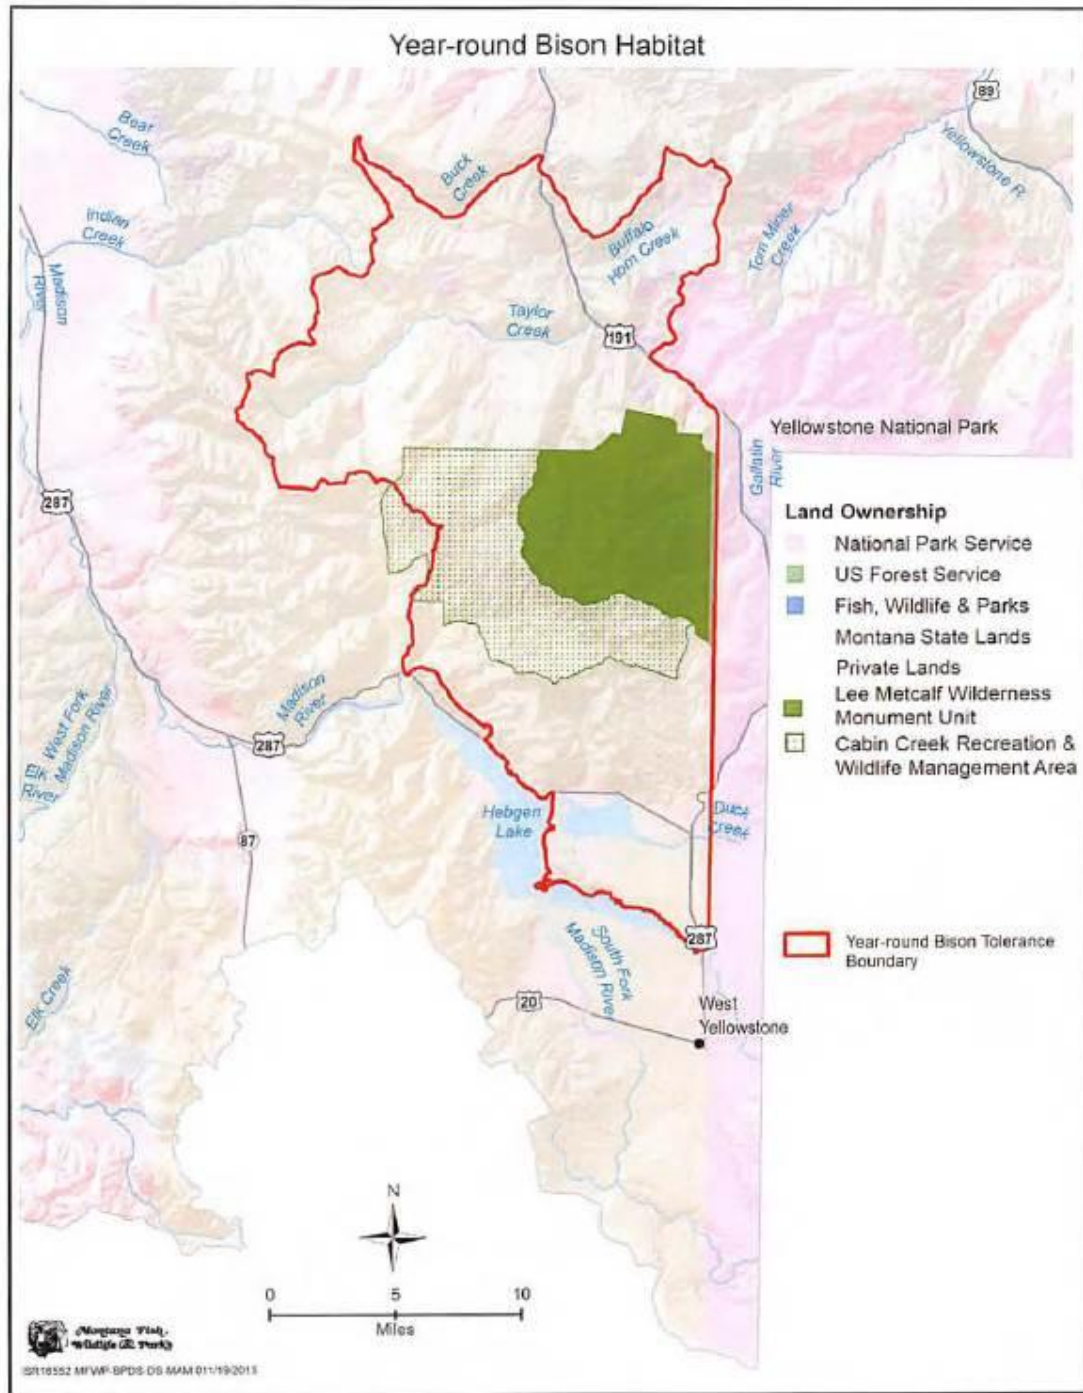 Year-round Bison Habitat
89
Bear
Creek
Buck
Creek
Yellowstone R.
Indian
Creek
Buffalo
Horn Creek
Tom Miner
Creek
Madison
River
Taylor
Creek
191
Yellowstone National Park
Gallatin
River
287
Land Ownership
National Park Service
US Forest Service
Fish, Wildlife & Parks
Montana State Lands
Private Lands
Lee Metcalf Wilderness
Monument Unit
Cabin Creek Recreation &
Wildlife Management Area
West Fork
Madison River
Madison
River
287
Elk
River
Hebgen
Lake
Duck
Creek
87
287
Year-round Bison Tolerance
Boundary
South Fork
Madison River
Elk Creek
20
West
Yellowstone
N
0 5 10
Miles
Montana Fish,
Wildlife & Parks